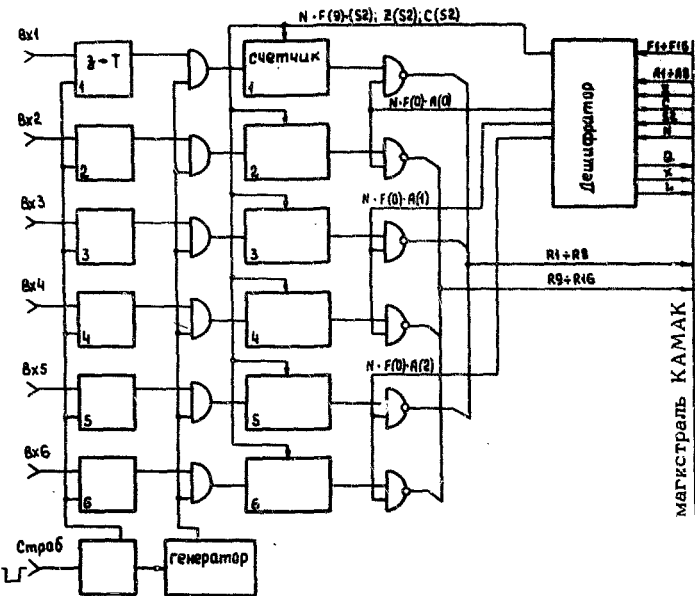 N·F(9)·(S2); Z(S2); C(S2)
Вх1
z→T
1
счетчик
1
F1÷F16
A1÷A8
N·F(0)·A(0)
Дешифратор
Вх2
2
2
Q
X
L
Вх3
3
N·F(0)·A(1)
3
R1÷R8
R9÷R16
Вх4
4
4
магкстраль КАМАК
N·F(0)·A(2)
Вх5
5
5
Вх6
6
6
Строб
генератор